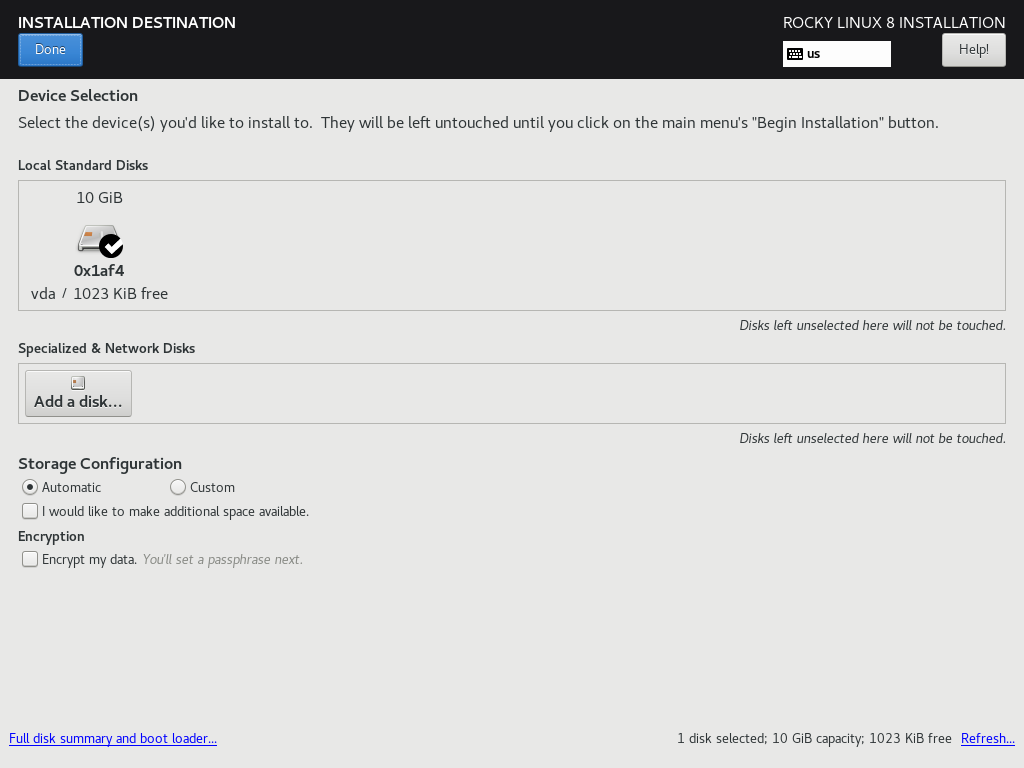 INSTALLATION DESTINATION
ROCKY LINUX 8 INSTALLATION
Done
us
Help!
Device Selection
Select the device(s) you'd like to install to.  They will be left untouched until you click on the main menu's "Begin Installation" button.
Local Standard Disks
10 GiB
0x1af4
vda / 1023 KiB free
Disks left unselected here will not be touched.
Specialized & Network Disks
Add a disk...
Disks left unselected here will not be touched.
Storage Configuration
Automatic
Custom
I would like to make additional space available.
Encryption
Encrypt my data. You'll set a passphrase next.
Full disk summary and boot loader...
1 disk selected; 10 GiB capacity; 1023 KiB free Refresh...